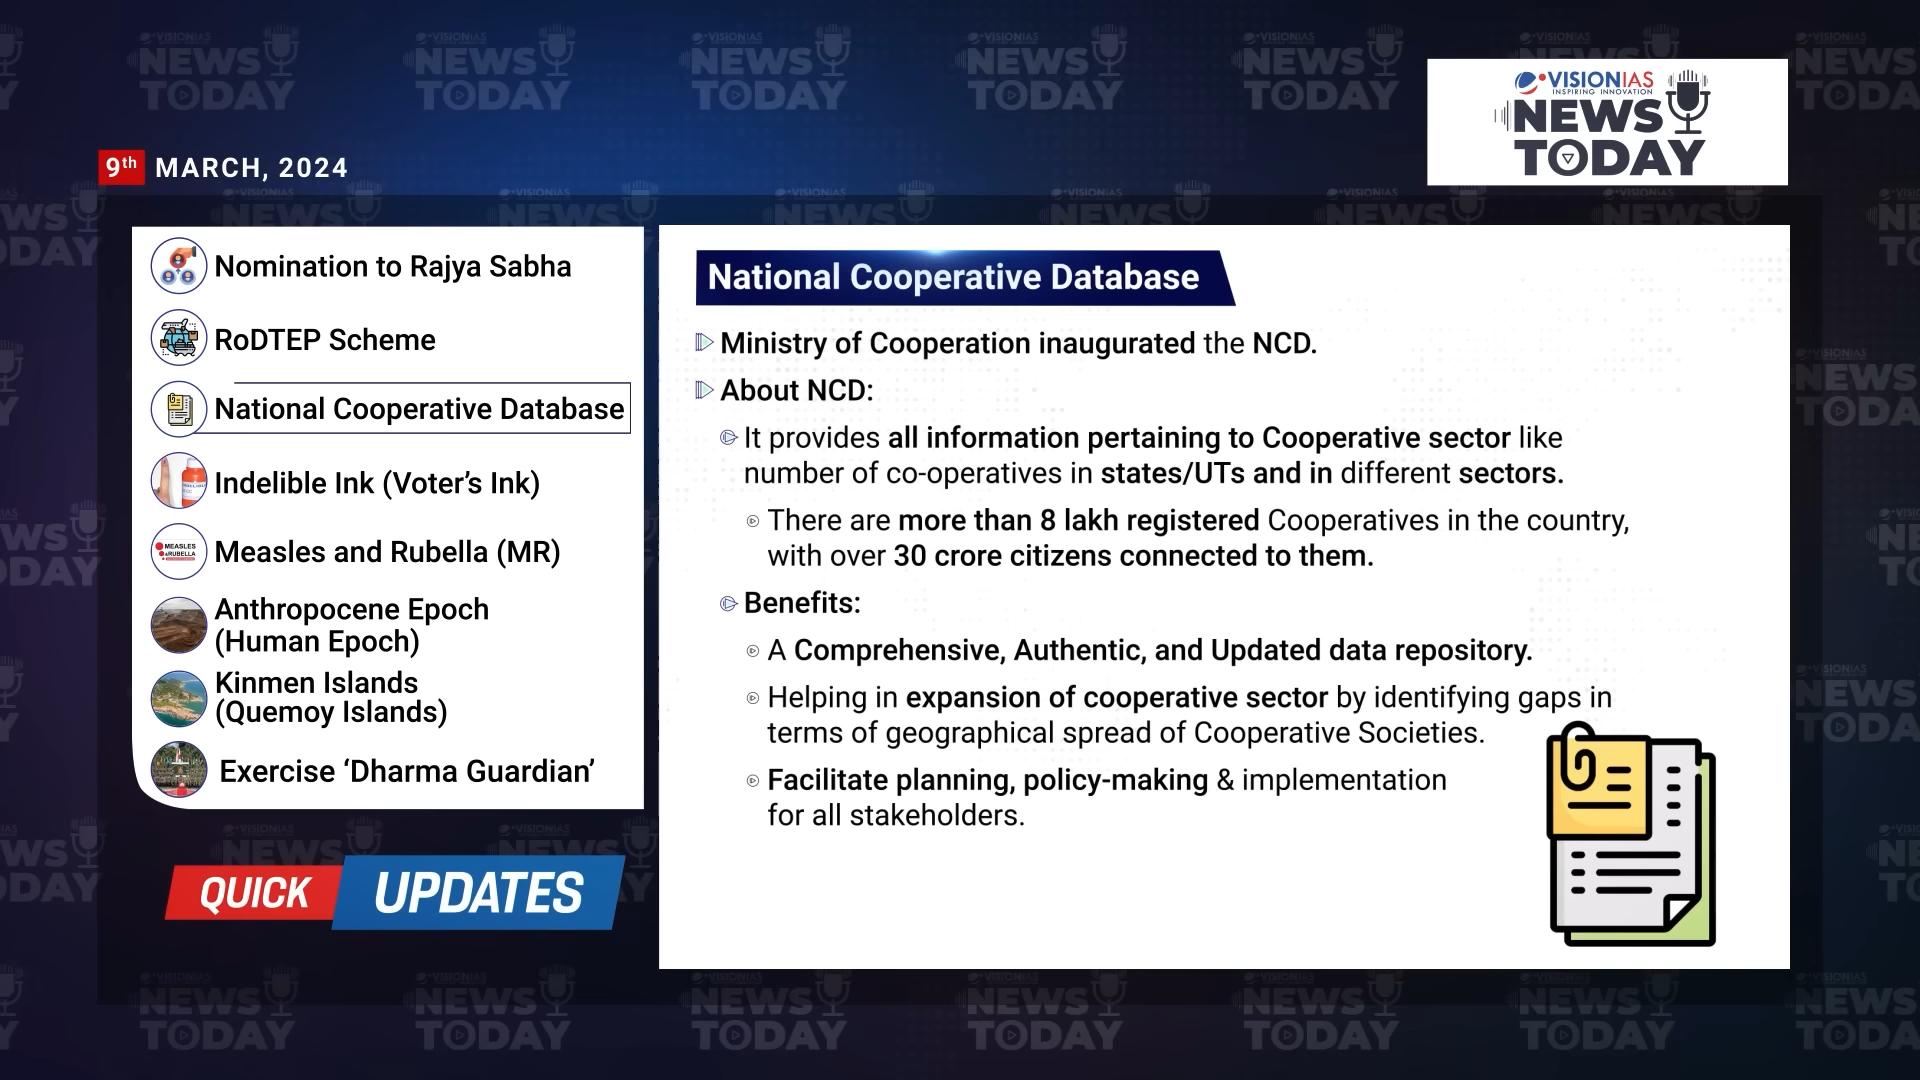 VISIONIAS
INSPIRING INNOVATION
NEWS
TODAY
9th MARCH, 2024
Nomination to Rajya Sabha
RoDTEP Scheme
National Cooperative Database
Indelible Ink (Voter’s Ink)
MEASLES
&RUBELLA
Measles and Rubella (MR)
Anthropocene Epoch
(Human Epoch)
Kinmen Islands
(Quemoy Islands)
Exercise ‘Dharma Guardian’
QUICK UPDATES
National Cooperative Database
Ministry of Cooperation inaugurated the NCD.
About NCD:
It provides all information pertaining to Cooperative sector like
number of co-operatives in states/UTs and in different sectors.
There are more than 8 lakh registered Cooperatives in the country,
with over 30 crore citizens connected to them.
Benefits:
A Comprehensive, Authentic, and Updated data repository.
Helping in expansion of cooperative sector by identifying gaps in
terms of geographical spread of Cooperative Societies.
Facilitate planning, policy-making & implementation
for all stakeholders.